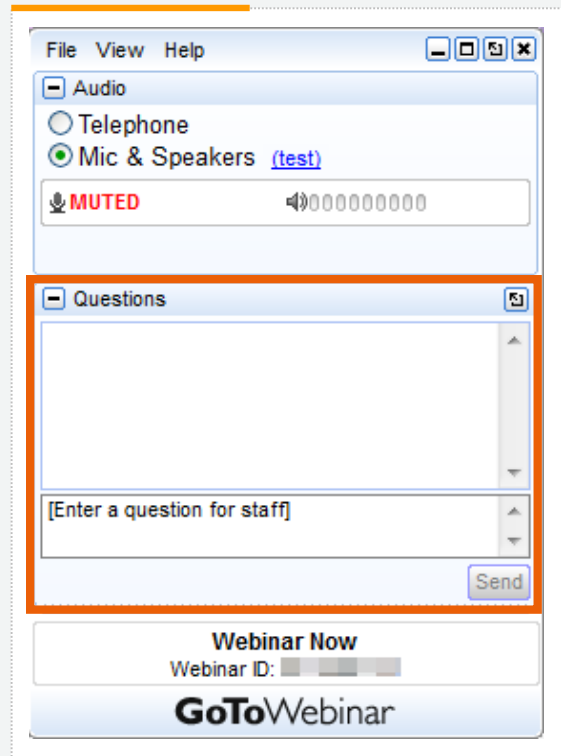 File View Help
Audio
Telephone
Mic & Speakers (test)
MUTED
Questions
[Enter a question for staff]
Send
Webinar Now
Webinar ID:
GoToWebinar